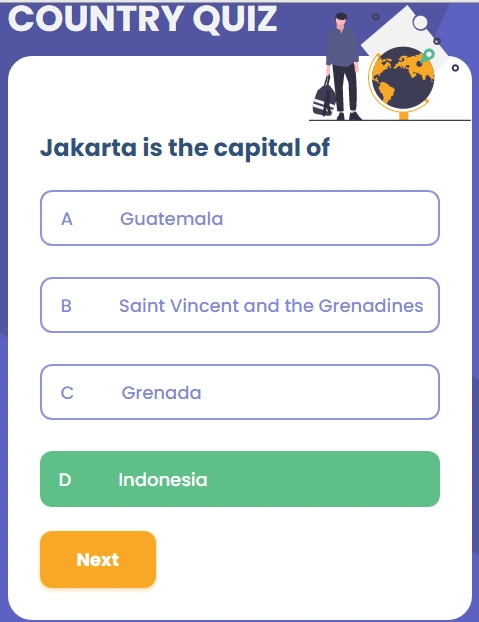 COUNTRY QUIZ
Jakarta is the capital of
A Guatemala
B Saint Vincent and the Grenadines
C Grenada
D Indonesia
Next